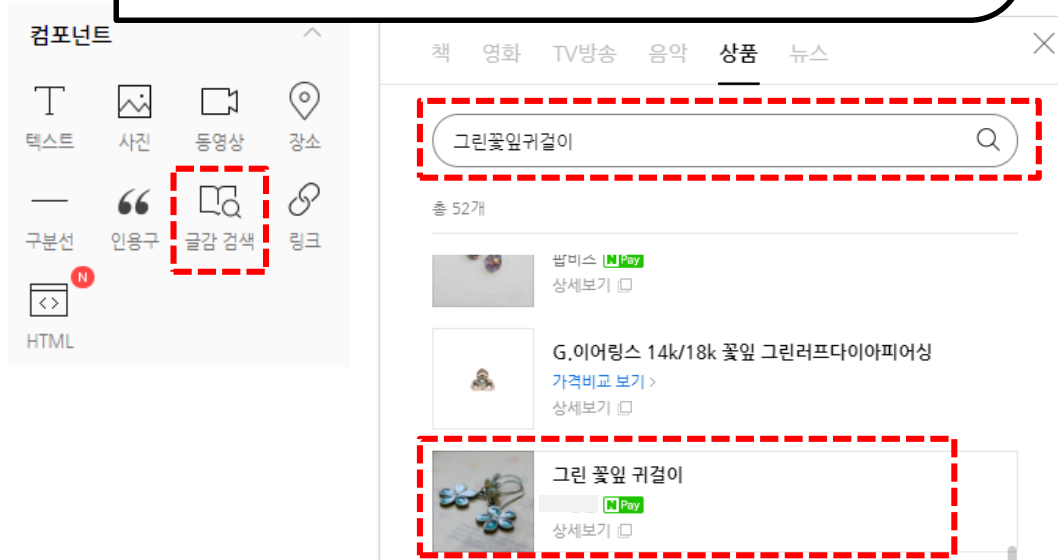 컴포넌트
텍스트 사진 동영상 장소
구분선 인용구 글감 검색 링크
N
HTML
책 영화 TV방송 음악 상품 뉴스
그린꽃잎귀걸이
총 52개
팝비즈 N Pay
상세보기
G.이어링스 14k/18k 꽃잎 그린러프다이아피어싱
가격비교 보기 >
상세보기
그린 꽃잎 귀걸이
N Pay
상세보기